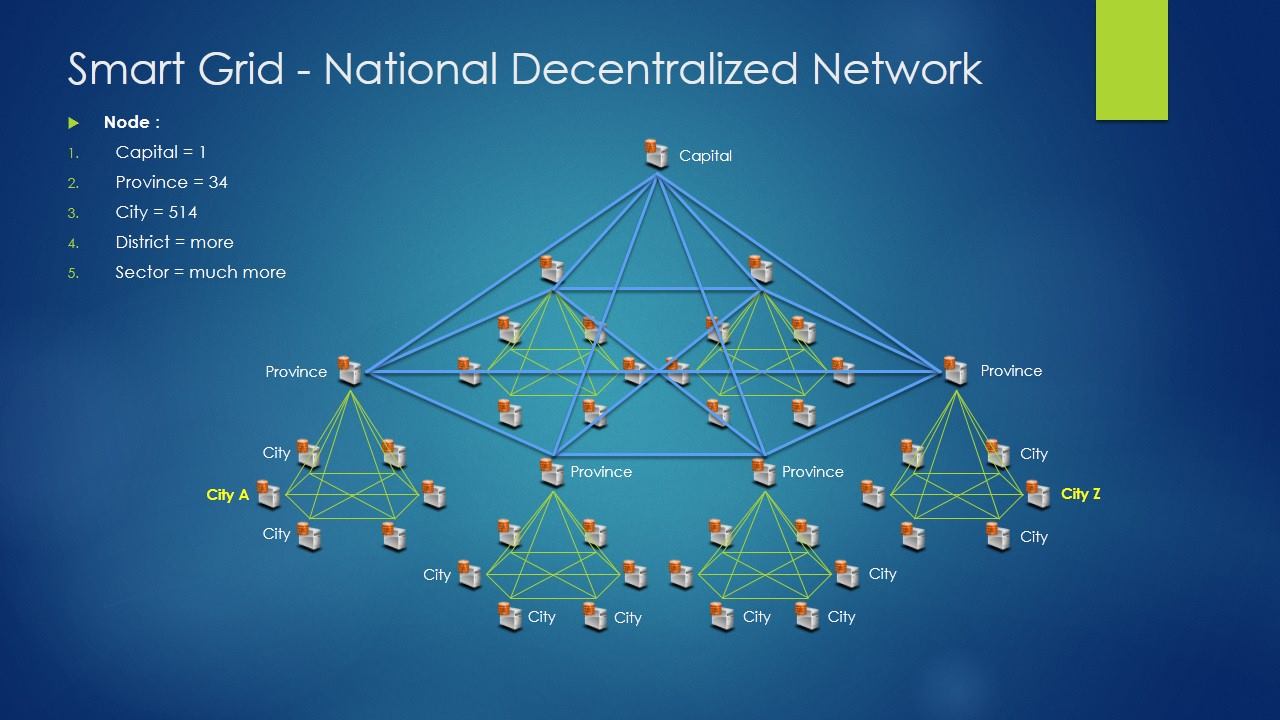 Smart Grid - National Decentralized Network
Node :
1. Capital = 1
2. Province = 34
3. City = 514
4. District = more
5. Sector = much more
Capital
Province
Province
City
City
City A
City Z
City
City
Province
Province
City
City
City
City
City
City